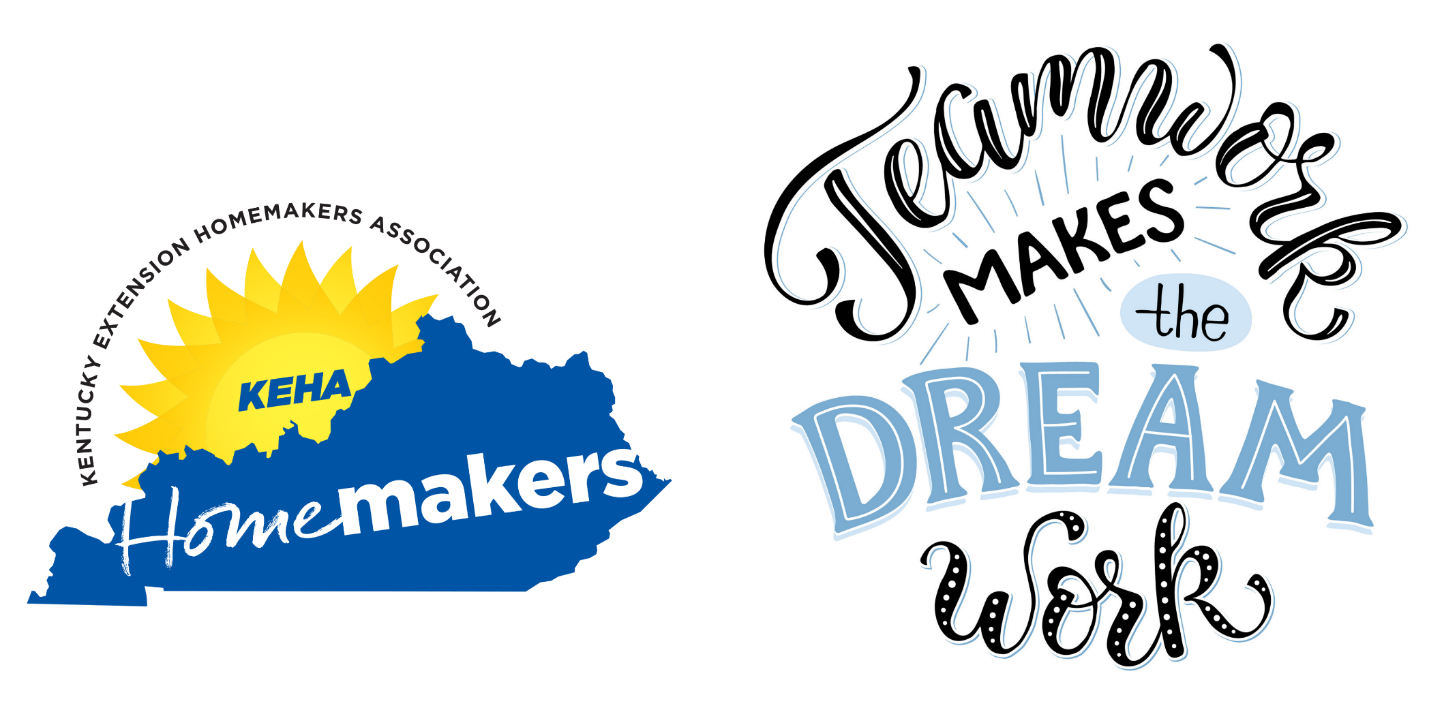 KENTUCKY EXTENSION HOMEMAKERS ASSOCIATION
KEHA
Homemakers
Teamwork
MAKES
the
DREAM
Work